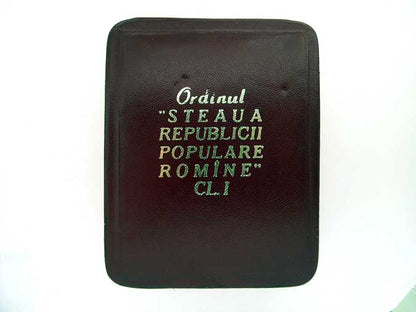 Ordinul
"STEAUA
REPUBLICII
POPULARE
ROMÎNE"
CL. I